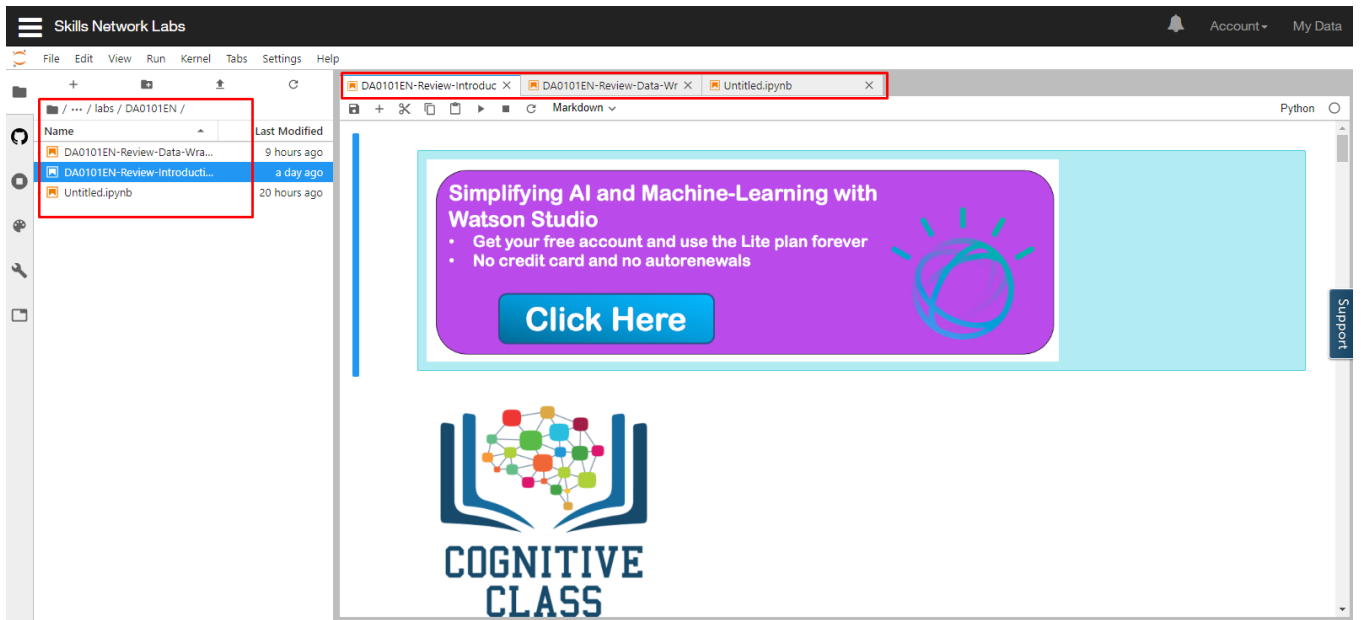 Skills Network Labs
Account
My Data
File Edit View Run Kernel Tabs Settings Help
/ ··· / labs / DA0101EN /
Name
Last Modified
DA0101EN-Review-Data-Wra...
9 hours ago
DA0101EN-Review-Introducti...
a day ago
Untitled.ipynb
20 hours ago
DA0101EN-Review-Introduc
DA0101EN-Review-Data-Wr
Untitled.ipynb
Markdown
Python
Simplifying AI and Machine-Learning with
Watson Studio
• Get your free account and use the Lite plan forever
• No credit card and no autorenewals
Click Here
Support
COGNITIVE
CLASS